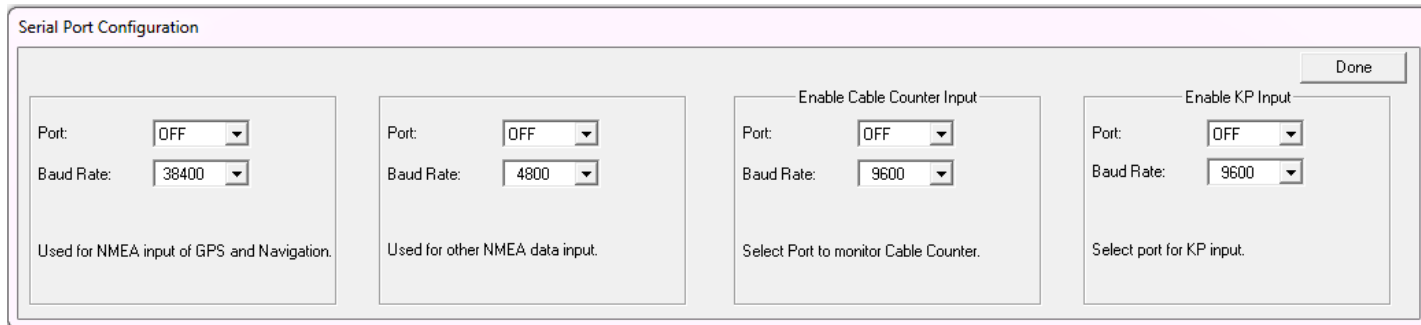 Serial Port Configuration
Done
Port: OFF
Baud Rate: 38400
Used for NMEA input of GPS and Navigation.
Port: OFF
Baud Rate: 4800
Used for other NMEA data input.
Enable Cable Counter Input
Port: OFF
Baud Rate: 9600
Select Port to monitor Cable Counter.
Enable KP Input
Port: OFF
Baud Rate: 9600
Select port for KP input.